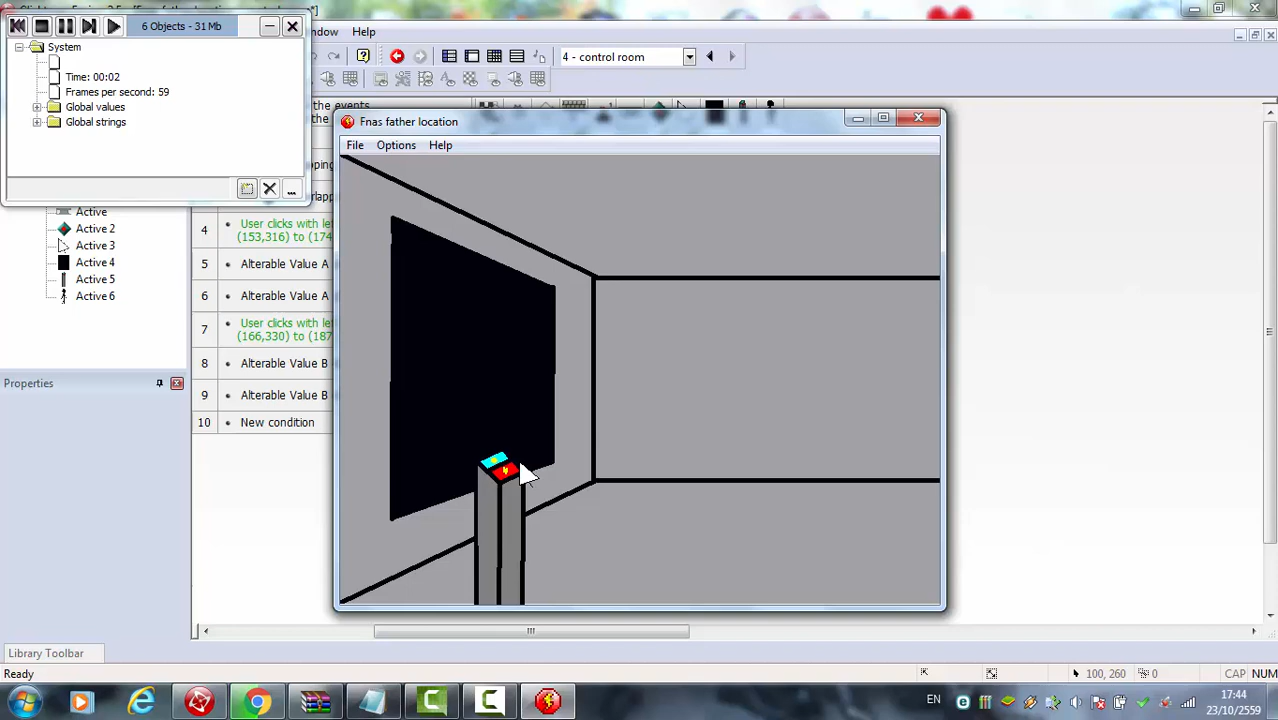 6 Objects - 31 Mb
System
Time: 00:02
Frames per second: 59
Global values
Global strings
Help
4 - control room
the events
Active
Active 2
Active 3
Active 4
Active 5
Active 6
4
User clicks with le
(153,316) to (174
5
Alterable Value A
6
Alterable Value A
7
User clicks with le
(166,330) to (187
8
Alterable Value B
9
Alterable Value B
10
New condition
Fnas father location
File Options Help
Properties
Library Toolbar
Ready
100, 260
0
CAP
EN
17:44
23/10/2559